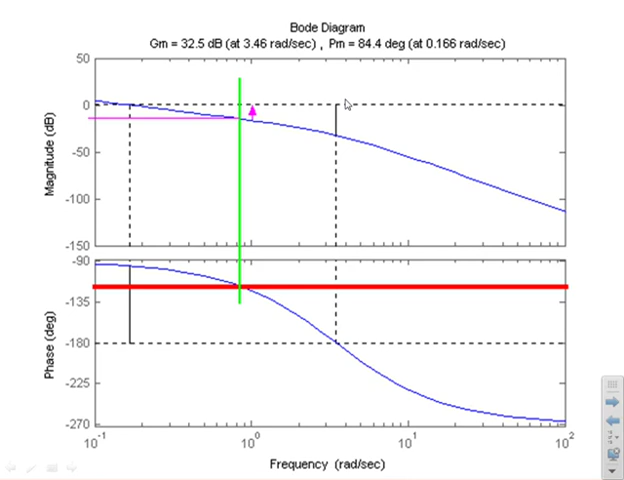 Bode Diagram
Gm = 32.5 dB (at 3.46 rad/sec) , Pm = 84.4 deg (at 0.166 rad/sec)
50
0
-50
-100
-150
Magnitude (dB)
-90
-135
-180
-225
-270
Phase (deg)
10^-1
10^0
10^1
10^2
Frequency (rad/sec)